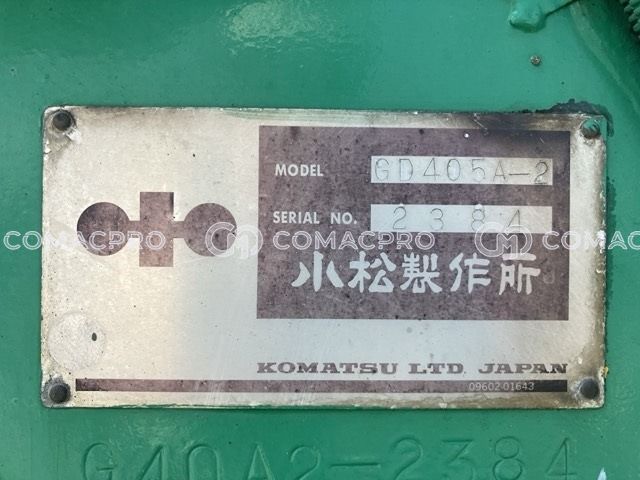 MODEL GD405A-2
SERIAL NO. 2384
COMACPRO COMACPRO COMACPRO
小松製作所
KOMATSU LTD. JAPAN
09602-01643
G40A2-2384